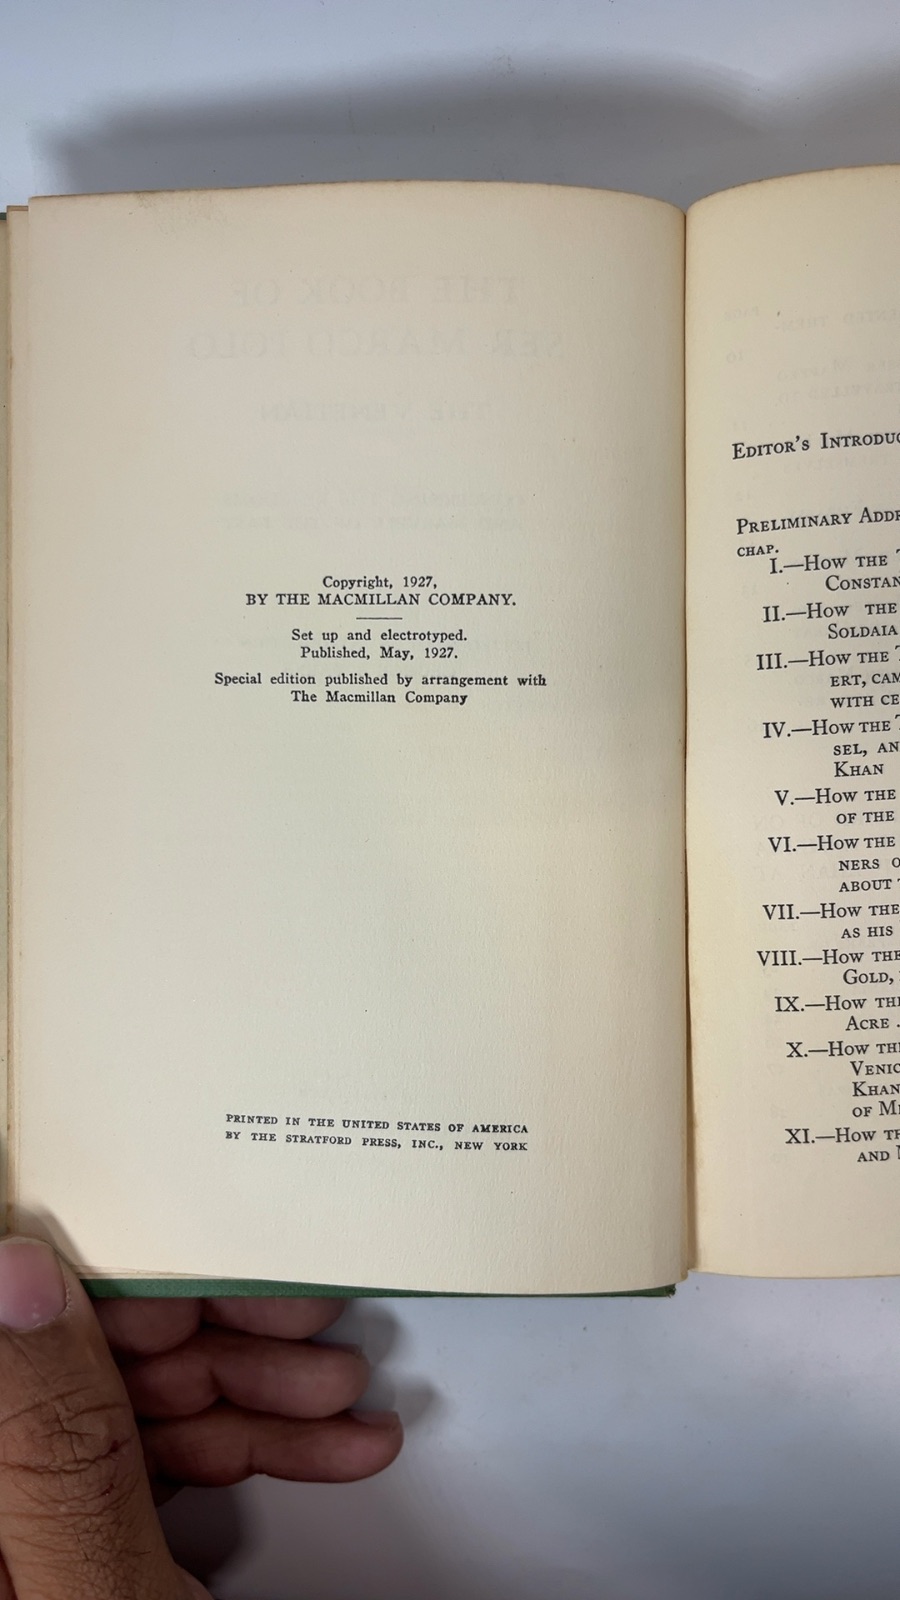 Copyright, 1927,
BY THE MACMILLAN COMPANY.
Set up and electrotyped.
Published, May, 1927.
Special edition published by arrangement with
The Macmillan Company
PRINTED IN THE UNITED STATES OF AMERICA
BY THE STRATFORD PRESS, INC., NEW YORK
EDITOR'S INTRODUC
PRELIMINARY ADDR
CHAP.
I.—HOW THE
CONSTAN
II.—HOW THE
SOLDAIA
III.—HOW THE
ERT, CAM
WITH CE
IV.—HOW THE
SEL, AN
KHAN
V.—HOW THE
OF THE
VI.—HOW THE
NERS
ABOUT
VII.—HOW THE
AS HIS
VIII.—HOW THE
GOLD,
IX.—HOW THE
ACRE .
X.—HOW THE
VENIC
KHAN
OF
XI.—HOW TH
AND